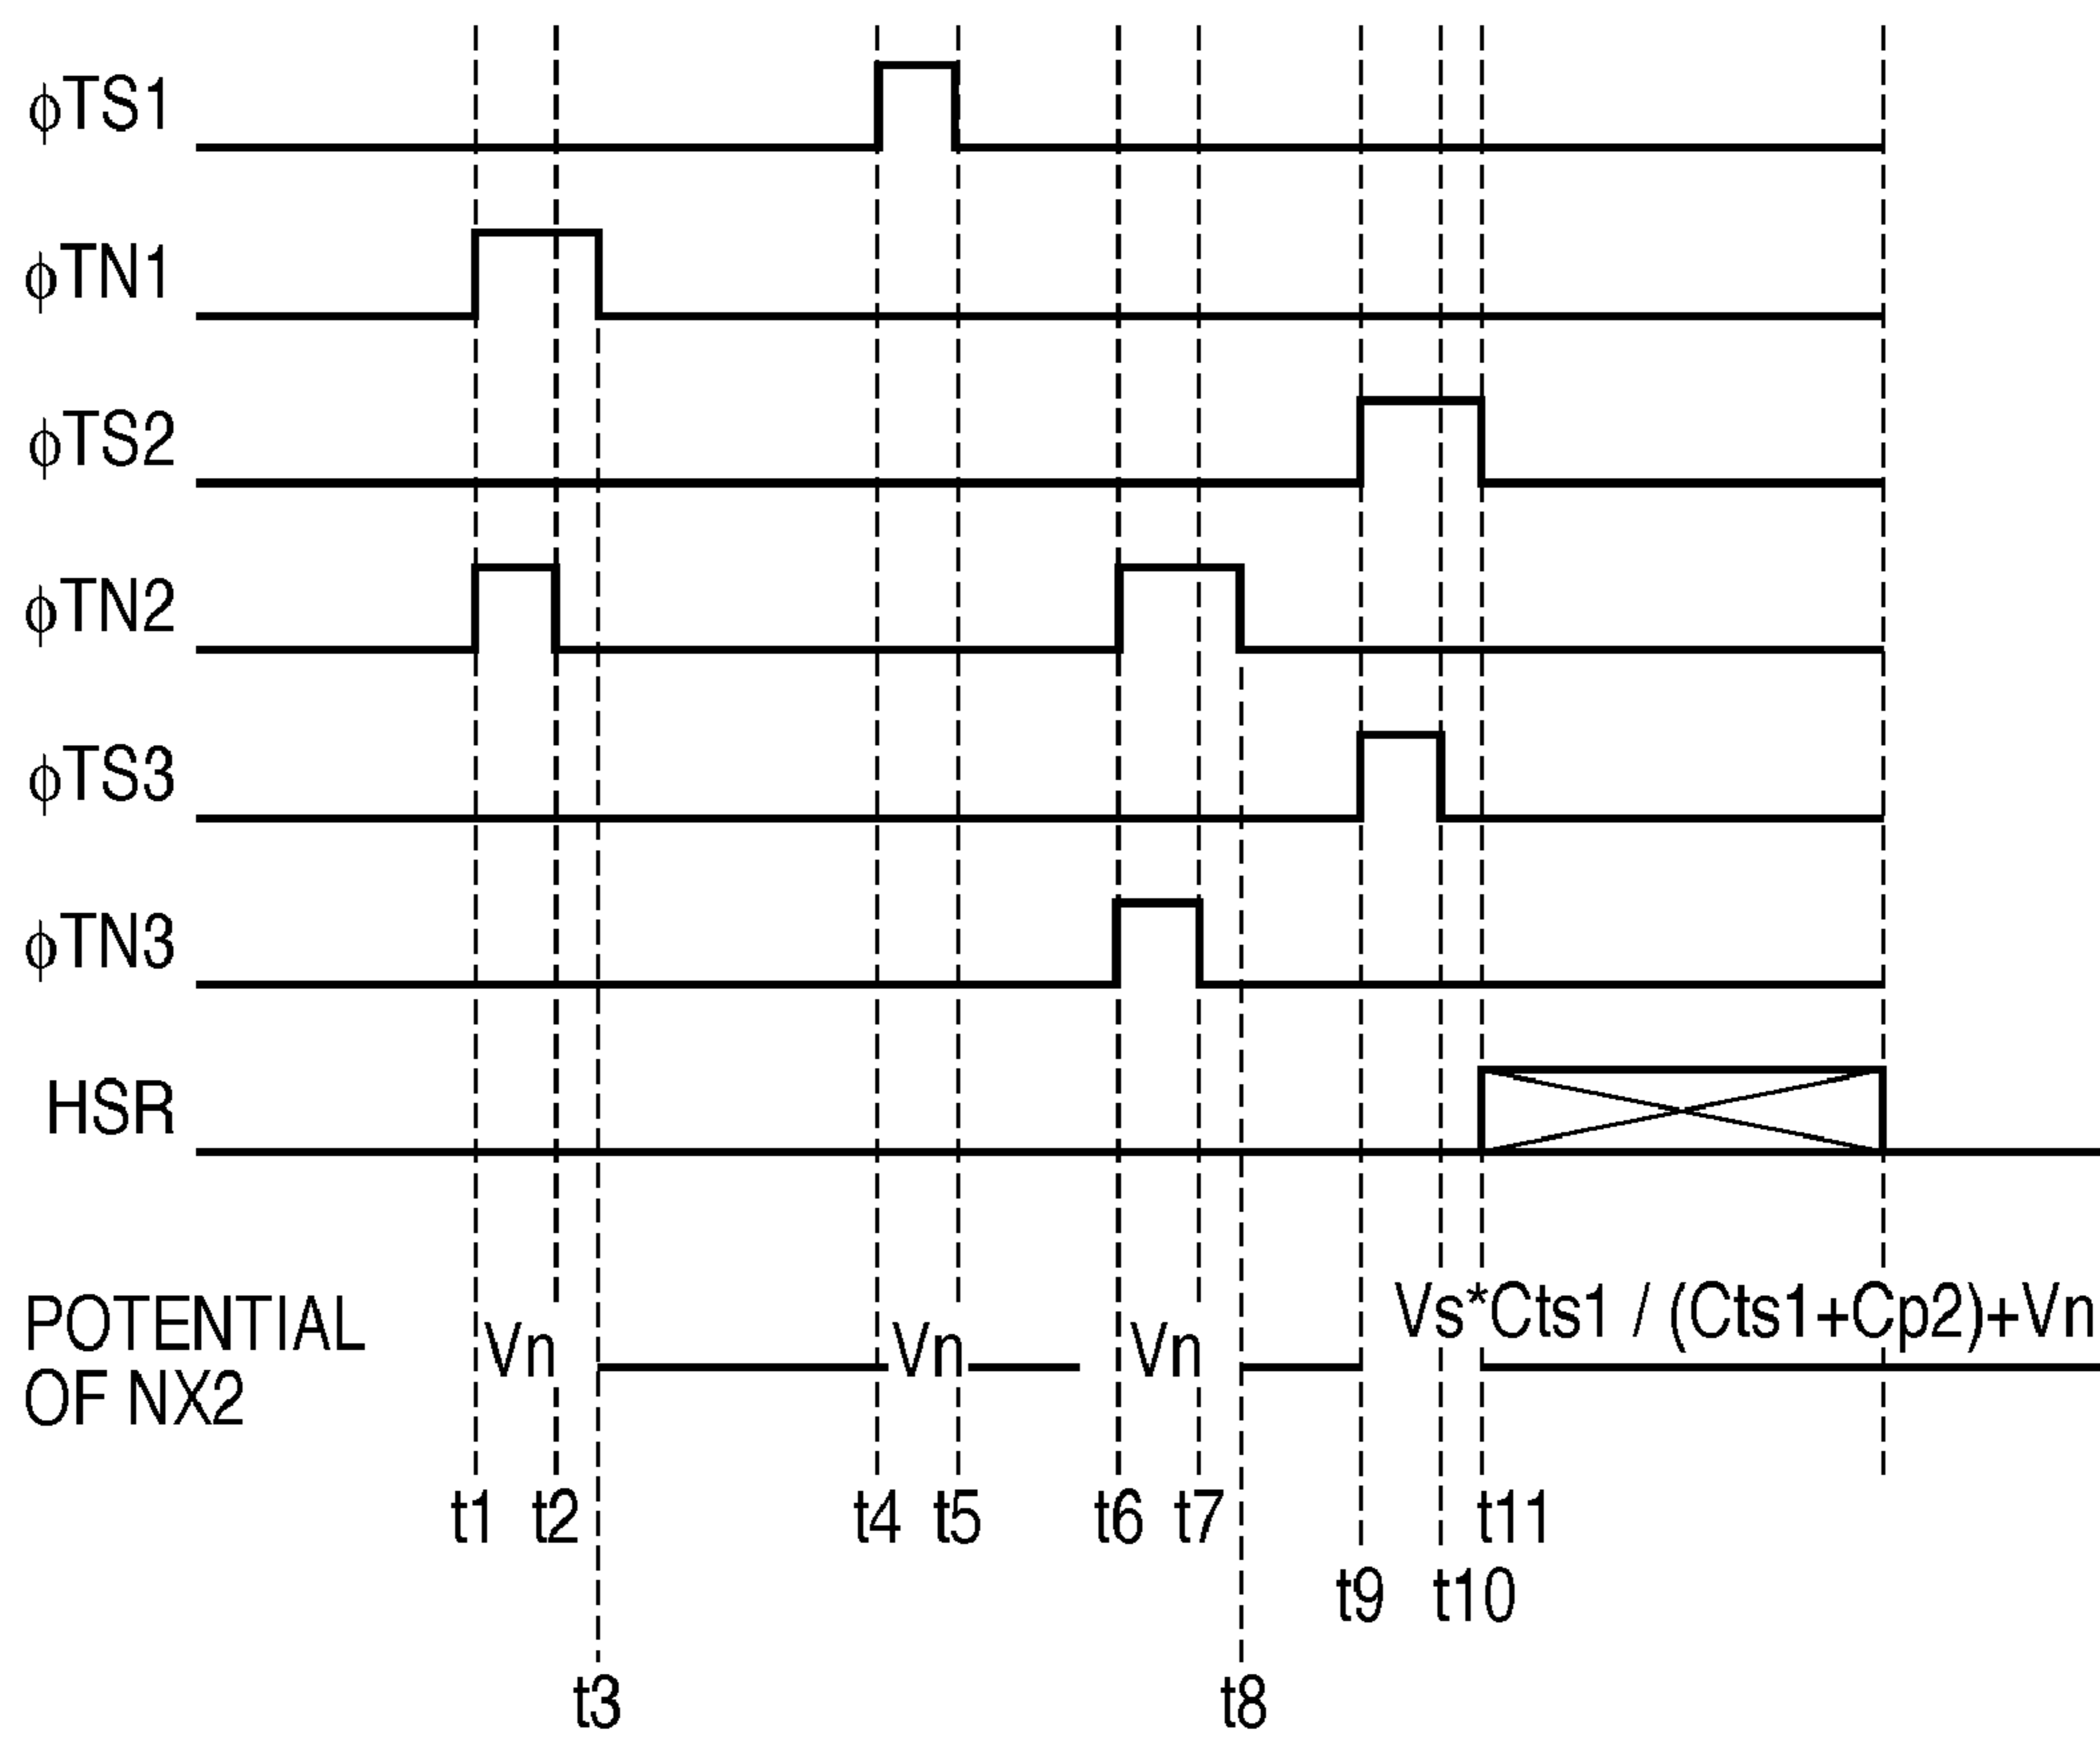 ϕTS1
ϕTN1
ϕTS2
ϕTN2
ϕTS3
ϕTN3
HSR
POTENTIAL
OF NX2
Vn
Vn
Vn
Vs*Cts1 / (Cts1+Cp2)+Vn
t1
t2
t4
t5
t6
t7
t11
t9
t10
t3
t8